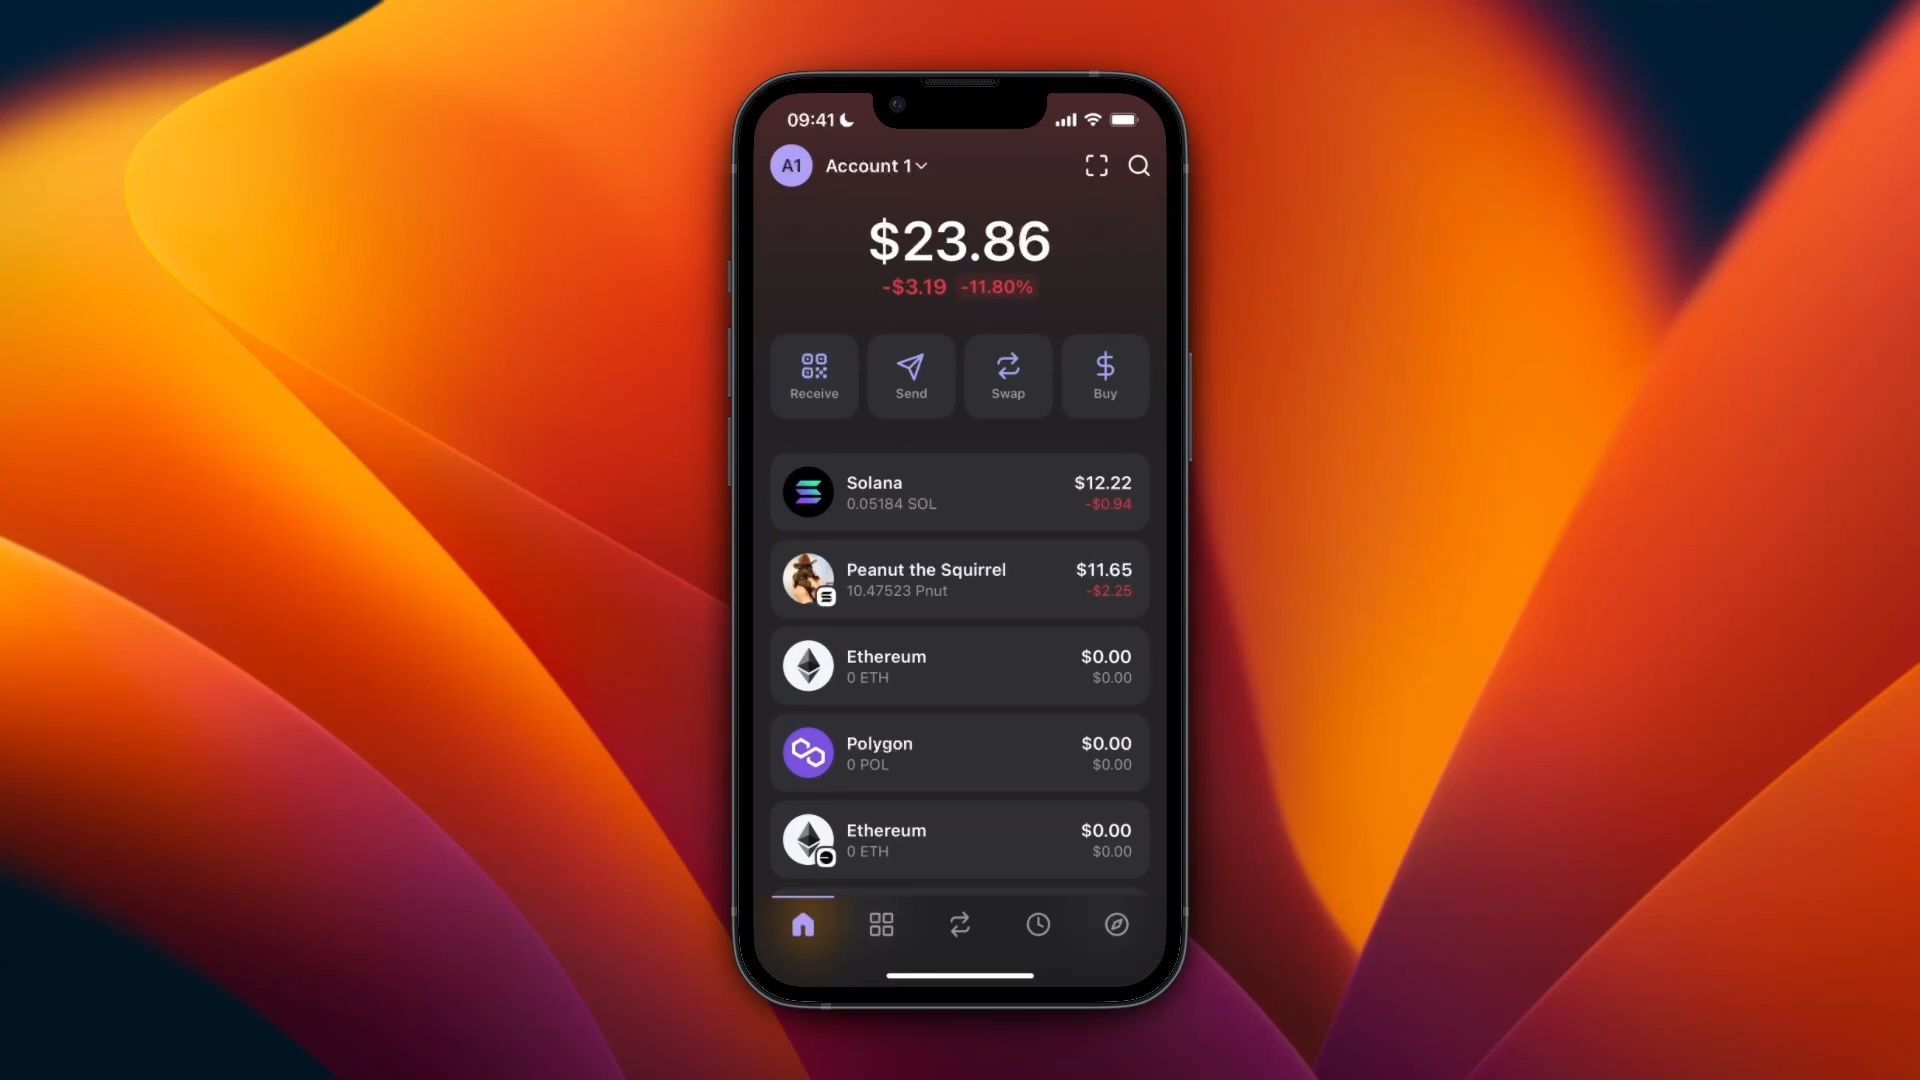 09:41
A1 Account 1
$23.86
-$3.19 -11.80%
Receive Send Swap Buy
Solana $12.22
0.05184 SOL -$0.94
Peanut the Squirrel $11.65
10.47523 Pnut -$2.25
Ethereum $0.00
0 ETH $0.00
Polygon $0.00
0 POL $0.00
Ethereum $0.00
0 ETH $0.00